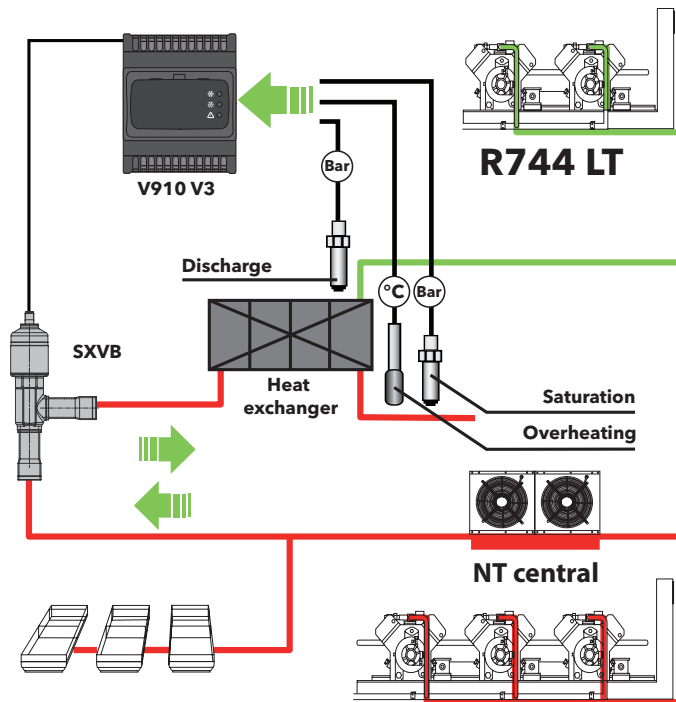 R744 LT
V910 V3
Bar
Discharge
°C
Bar
SXVB
Heat
exchanger
Saturation
Overheating
NT central